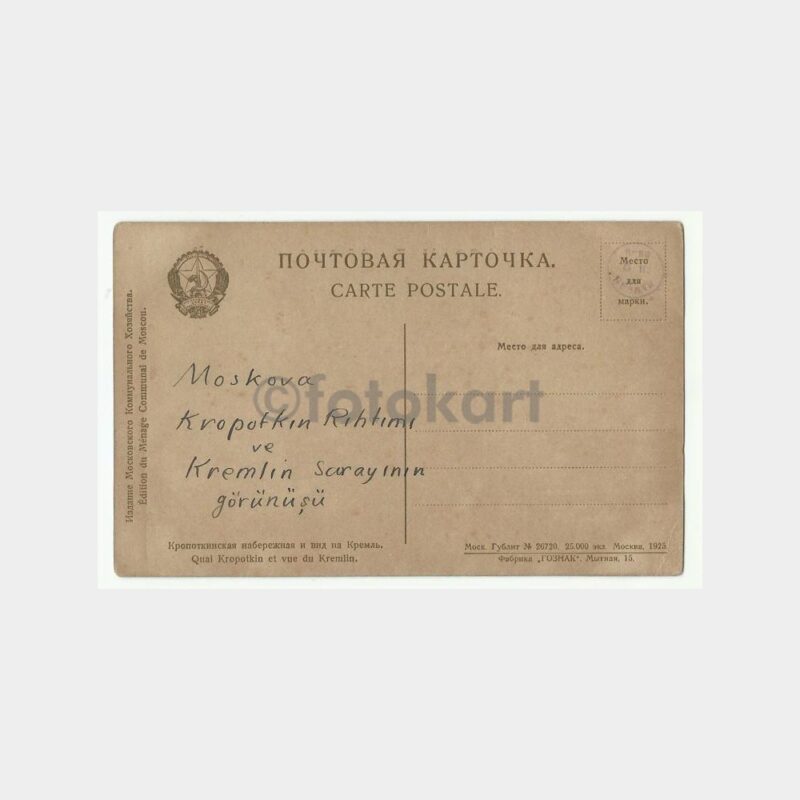 ПОЧТОВАЯ КАРТОЧКА.
CARTE POSTALE.
Место
для
марки.
Издание Московского Коммунального Хозяйства.
Édition du Ménage Communal de Moscou.
Место для адреса.
Moskova
Kropotkin Rıhtımı
ve
Kremlin Sarayının
görünüşü
©fotokart
Кропоткинская набережная и вид на Кремль.
Quai Kropotkin et vue du Kremlin.
Моск. Гублит № 26720. 25.000 экз. Москва, 1925
Фабрика „ГОЗНАК". Мытная, 15.